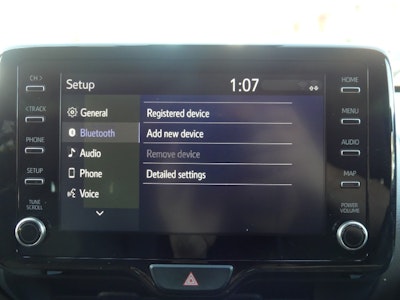 CH >
< TRACK
PHONE
SETUP
TUNE
SCROLL
Setup
1:07
General
Bluetooth
Audio
Phone
Voice
Registered device
Add new device
Remove device
Detailed settings
HOME
MENU
AUDIO
MAP
POWER
VOLUME